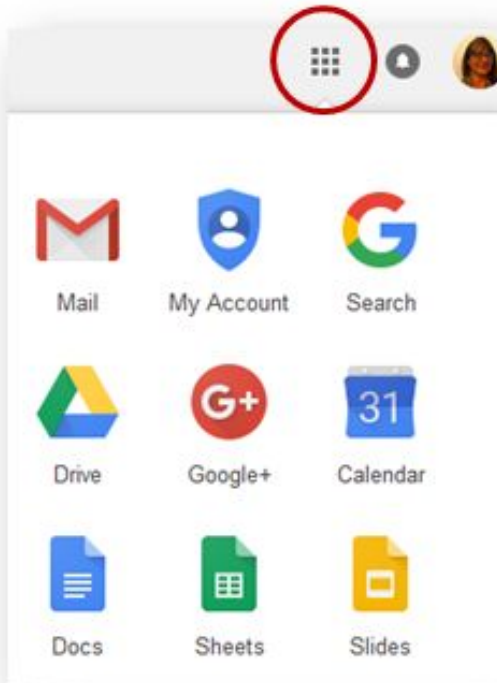 Mail My Account Search
G+ 31
Drive Google+ Calendar
Docs Sheets Slides